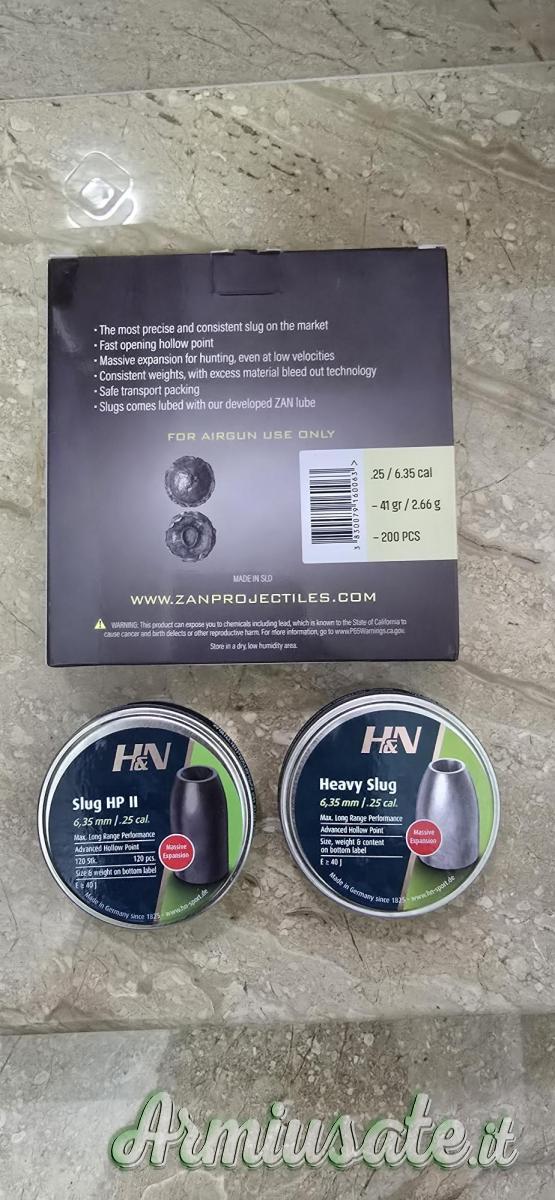 · The most precise and consistent slug on the market
· Fast opening hollow point
· Massive expansion for hunting, even at low velocities
· Consistent weights, with excess material bleed out technology
· Safe transport packing
· Slugs comes lubed with our developed ZAN lube
FOR AIRGUN USE ONLY
3 830079 160063 >
.25 / 6.35 cal
– 41 gr / 2.66 g
– 200 PCS
MADE IN SLO
WWW.ZANPROJECTILES.COM
WARNING: This product can expose you to chemicals including lead, which is known to the State of California to
cause cancer and birth defects or other reproductive harm. For more information, go to www.P65Warnings.ca.gov.
Store in a dry, low humidity area.
H&N
Slug HP II
6,35 mm / .25 cal.
Max. Long Range Performance
Advanced Hollow Point
120 Stk. 120 pcs.
Size & weight on bottom label
E ≥ 40 J
Massive
Expansion
Made in Germany since 1825 • www.hn-sport.de
H&N
Heavy Slug
6,35 mm / .25 cal.
Max. Long Range Performance
Advanced Hollow Point
Size, weight & content
on bottom label
E ≥ 40 J
Massive
Expansion
Made in Germany since 1825 • www.hn-sport.de
Armiusate.it